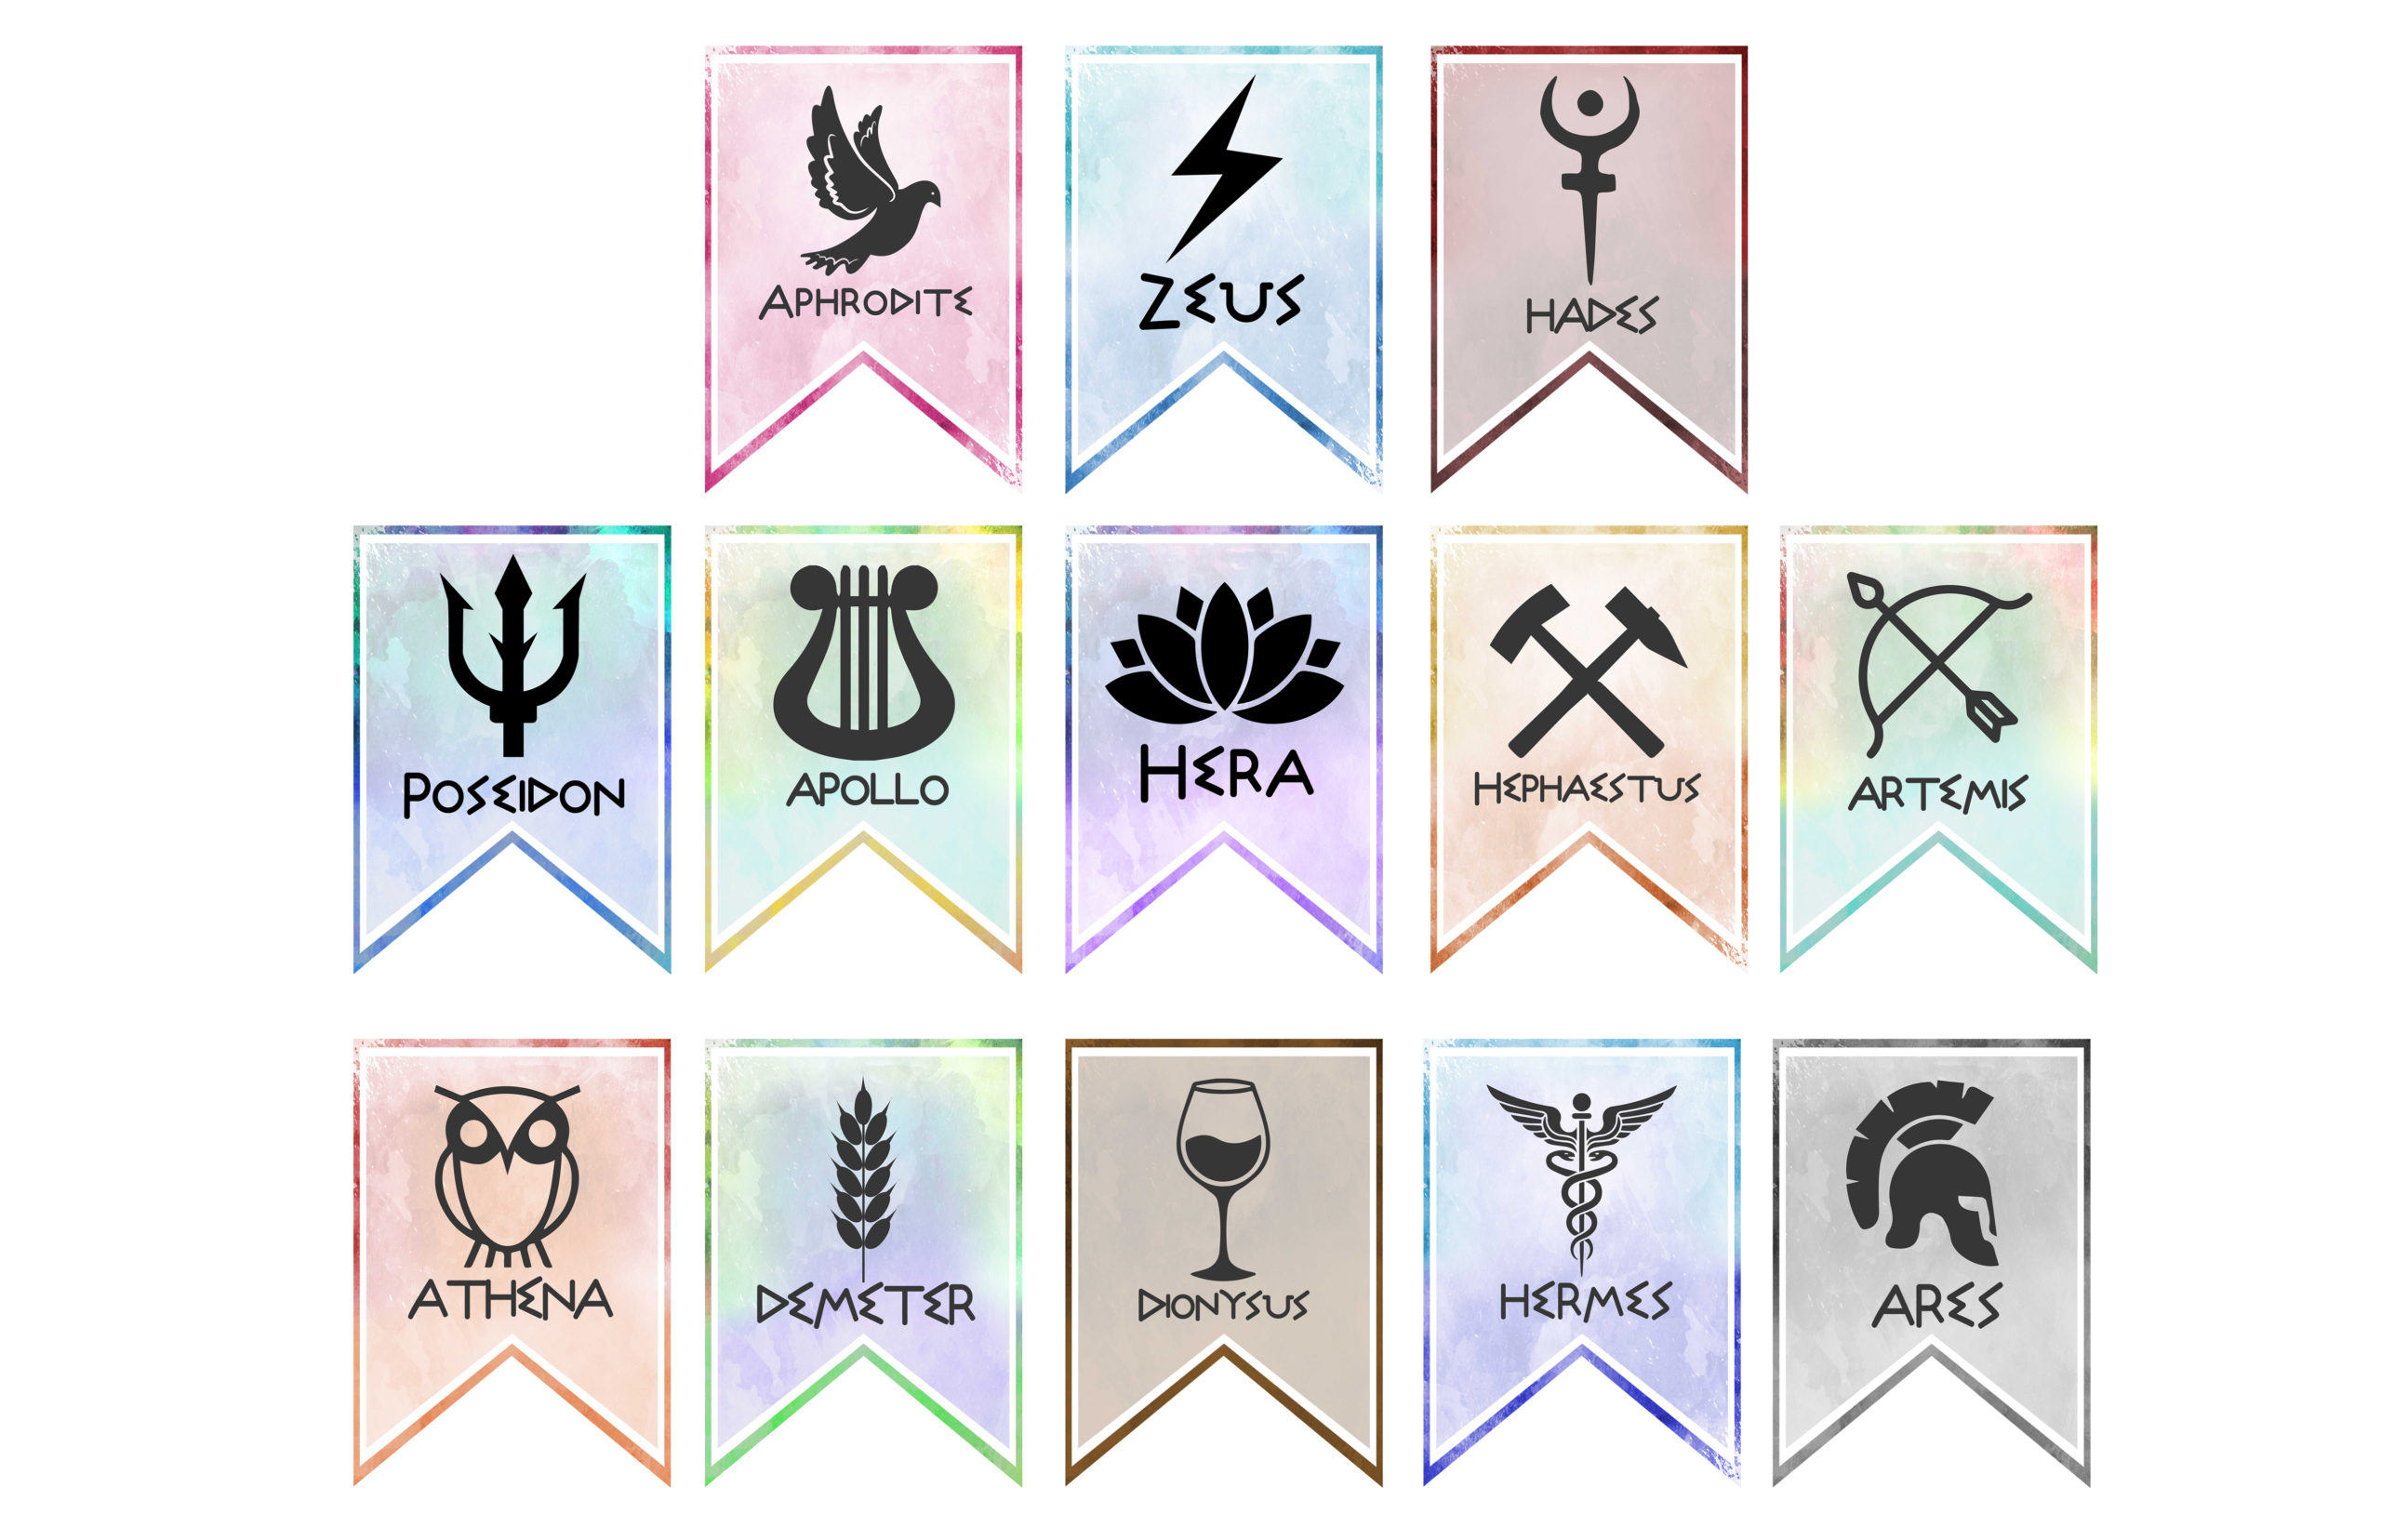 APHRODITE
ZEUS
HADES
POSEIDON
APOLLO
HERA
HEPHAESTUS
ARTEMIS
ATHENA
DEMETER
DIONYSUS
HERMES
ARES